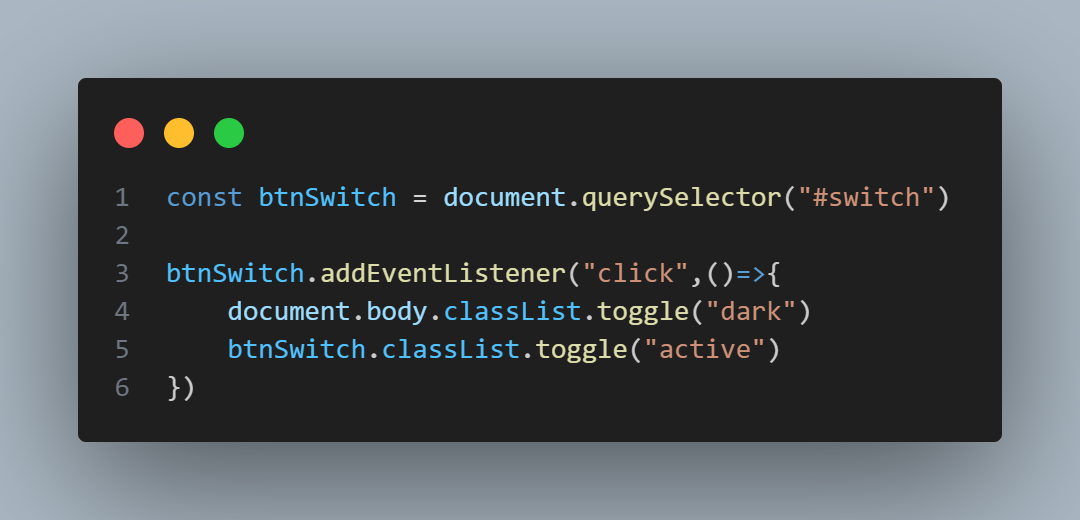 1 const btnSwitch = document.querySelector("#switch")
2
3 btnSwitch.addEventListener("click",()=>{
4     document.body.classList.toggle("dark")
5     btnSwitch.classList.toggle("active")
6 })